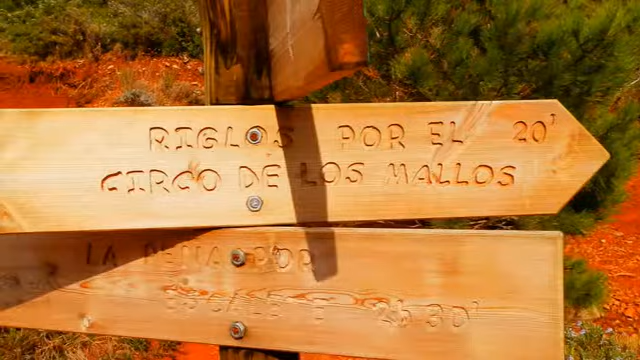 RIGLOS POR EL 20'
CIRCO DE LOS MALLOS
LA PEÑA POR
2h 30'